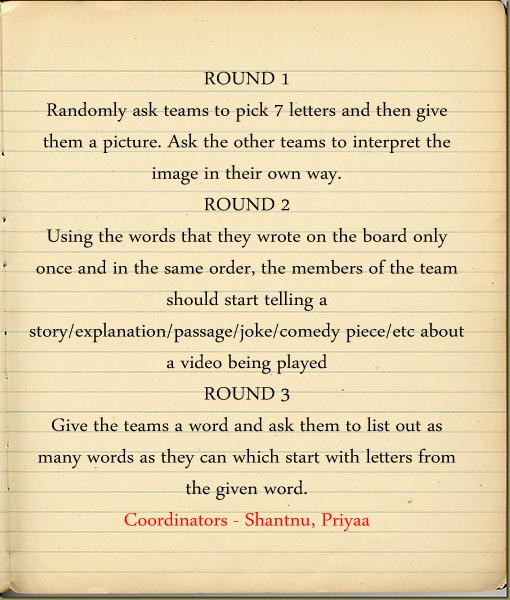 ROUND 1
Randomly ask teams to pick 7 letters and then give
them a picture. Ask the other teams to interpret the
image in their own way.
ROUND 2
Using the words that they wrote on the board only
once and in the same order, the members of the team
should start telling a
story/explanation/passage/joke/comedy piece/etc about
a video being played
ROUND 3
Give the teams a word and ask them to list out as
many words as they can which start with letters from
the given word.
Coordinators - Shantnu, Priyaa